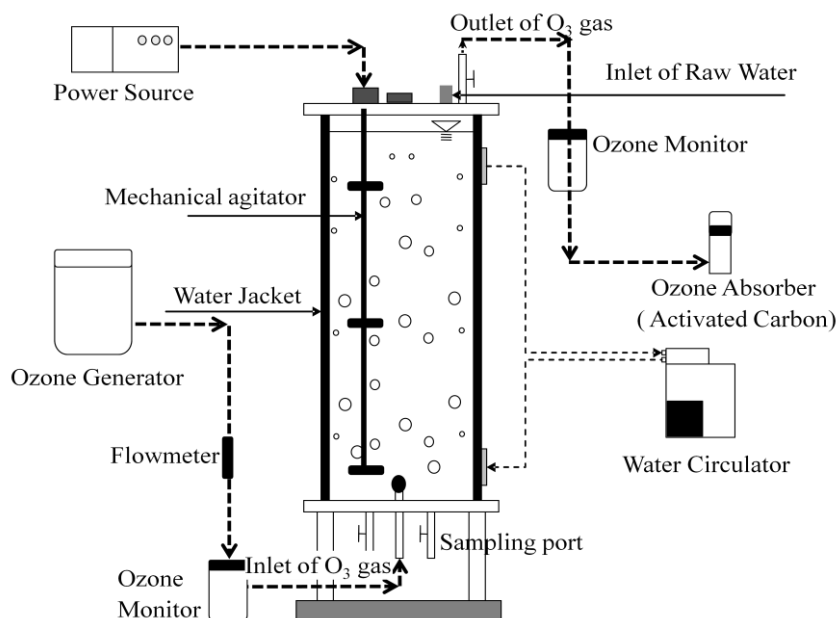 Outlet of O3 gas
Power Source
Inlet of Raw Water
Ozone Monitor
Mechanical agitator
Water Jacket
Ozone Absorber
( Activated Carbon)
Ozone Generator
Flowmeter
Water Circulator
Sampling port
Inlet of O3 gas
Ozone
Monitor